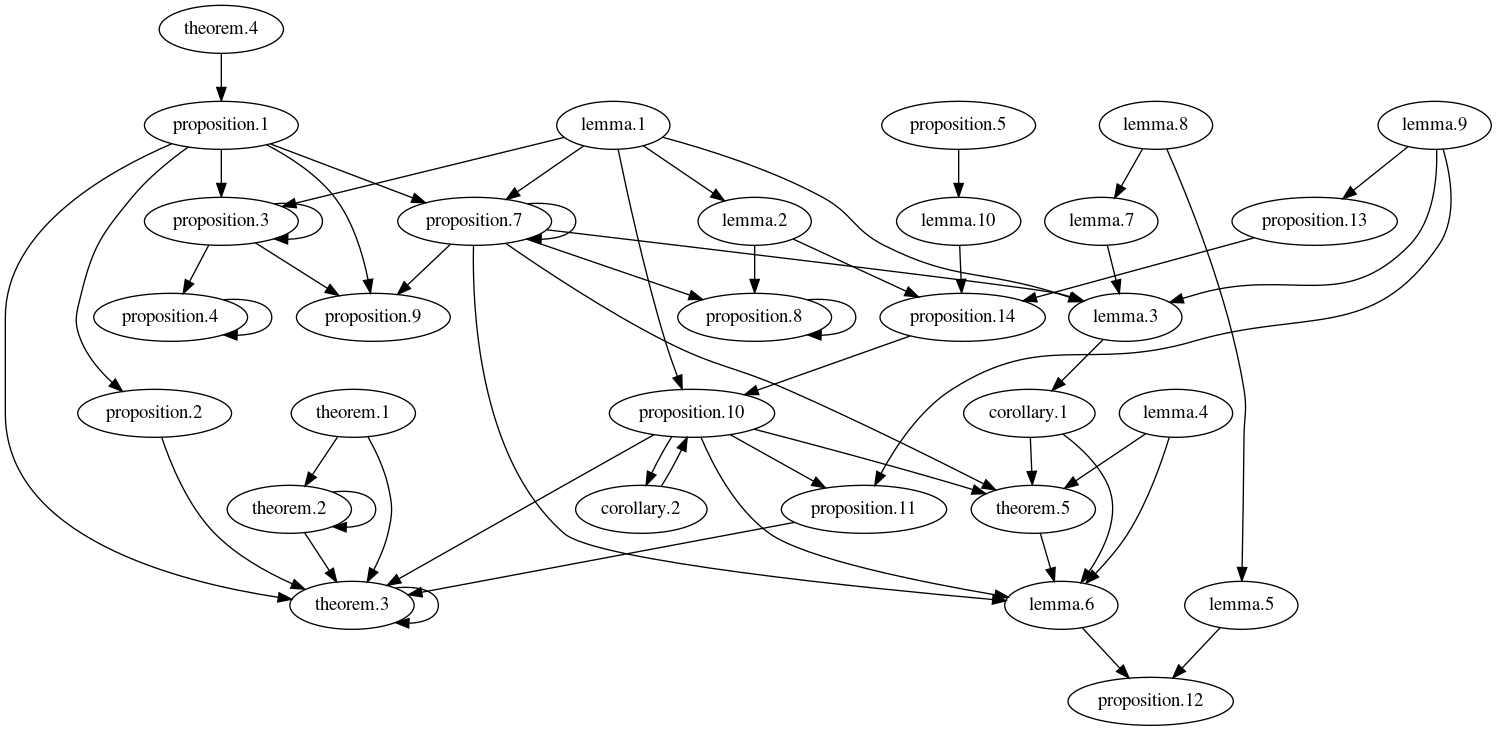 theorem.4
proposition.1
lemma.1
proposition.5
lemma.8
lemma.9
proposition.3
proposition.7
lemma.2
lemma.10
lemma.7
proposition.13
proposition.4
proposition.9
proposition.8
proposition.14
lemma.3
proposition.2
theorem.1
proposition.10
corollary.1
lemma.4
theorem.2
corollary.2
proposition.11
theorem.5
theorem.3
lemma.6
lemma.5
proposition.12